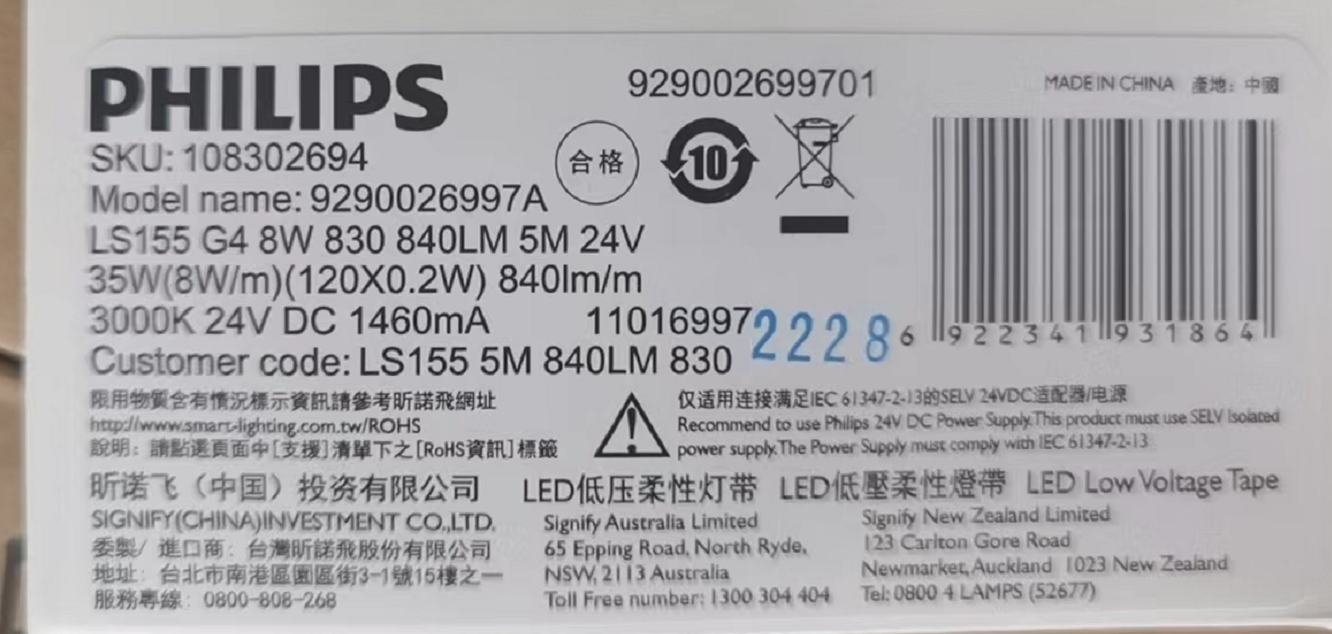 PHILIPS
929002699701
MADE IN CHINA 產地：中國
SKU: 108302694
合格
10
Model name: 9290026997A
LS155 G4 8W 830 840LM 5M 24V
35W(8W/m)(120X0.2W) 840lm/m
3000K 24V DC 1460mA
11016997
2228
6 922341 931864
Customer code: LS155 5M 840LM 830
限用物質含有情況標示資訊請參考昕諾飛網址
http://www.smart-lighting.com.tw/ROHS
說明：請點選頁面中[支援]清單下之[RoHS資訊]標籤
仅适用连接满足IEC 61347-2-13的SELV 24VDC适配器/电源
Recommend to use Philips 24V DC Power Supply.This product must use SELV Isolated
power supply.The Power Supply must comply with IEC 61347-2-13
昕诺飞（中国）投资有限公司
LED低压柔性灯带 LED低壓柔性燈帶 LED Low Voltage Tape
SIGNIFY(CHINA)INVESTMENT CO.,LTD.
委製/ 進口商：台灣昕諾飛股份有限公司
地址：台北市南港區園區街3-1號15樓之一
服務專線：0800-808-268
Signify Australia Limited
65 Epping Road, North Ryde,
NSW, 2113 Australia
Toll Free number: 1300 304 404
Signify New Zealand Limited
123 Carlton Gore Road
Newmarket, Auckland 1023 New Zealand
Tel: 0800 4 LAMPS (52677)